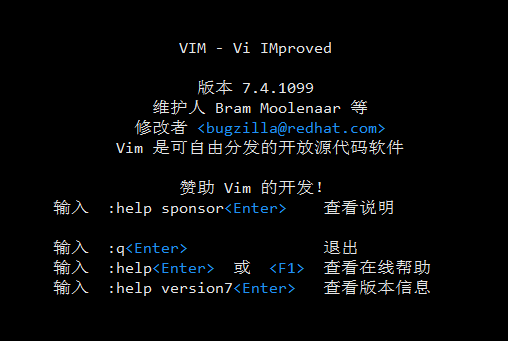 VIM - Vi IMproved
版本 7.4.1099
维护人 Bram Moolenaar 等
修改者 <bugzilla@redhat.com>
Vim 是可自由分发的开放源代码软件
赞助 Vim 的开发！
输入 :help sponsor<Enter> 查看说明
输入 :q<Enter> 退出
输入 :help<Enter> 或 <F1> 查看在线帮助
输入 :help version7<Enter> 查看版本信息